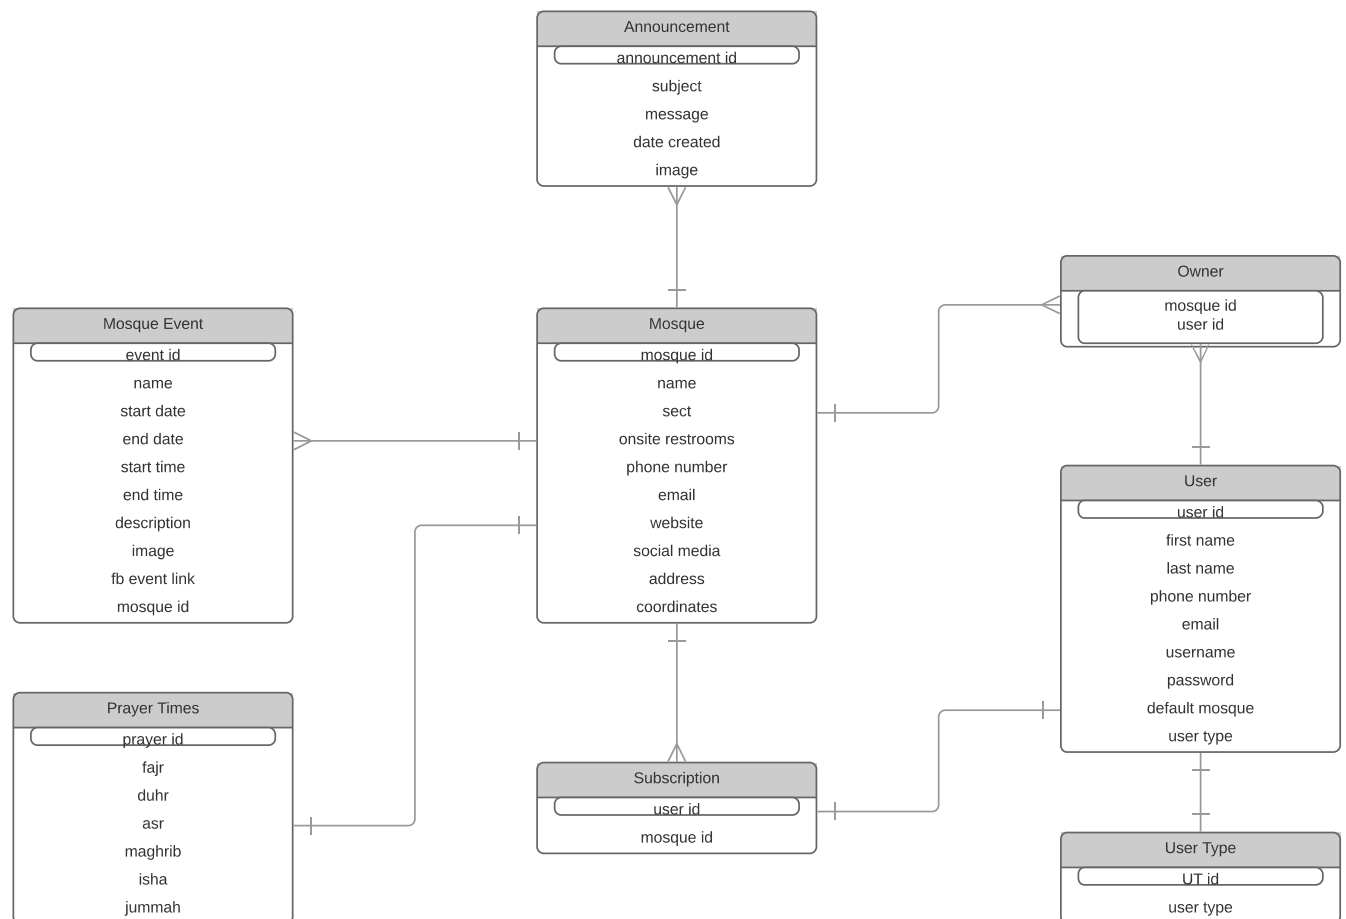 Announcement
announcement id
subject
message
date created
image
Owner
mosque id
user id
Mosque Event
event id
name
start date
end date
start time
end time
description
image
fb event link
mosque id
Mosque
mosque id
name
sect
onsite restrooms
phone number
email
website
social media
address
coordinates
User
user id
first name
last name
phone number
email
username
password
default mosque
user type
Prayer Times
prayer id
fajr
duhr
asr
maghrib
isha
jummah
Subscription
user id
mosque id
User Type
UT id
user type